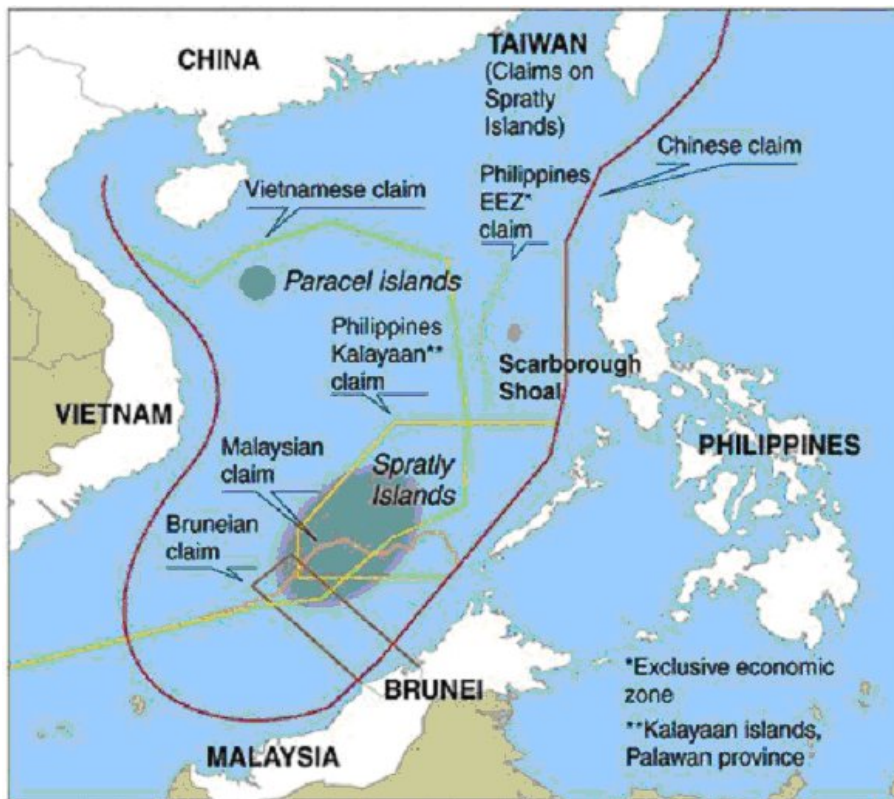 CHINA
TAIWAN
(Claims on
Spratly
Islands)
Chinese claim
Philippines
EEZ*
claim
Vietnamese claim
Paracel islands
Philippines
Kalayaan**
claim
Scarborough
Shoal
VIETNAM
PHILIPPINES
Malaysian
claim
Spratly
Islands
Bruneian
claim
*Exclusive economic
zone
BRUNEI
**Kalayaan islands,
Palawan province
MALAYSIA